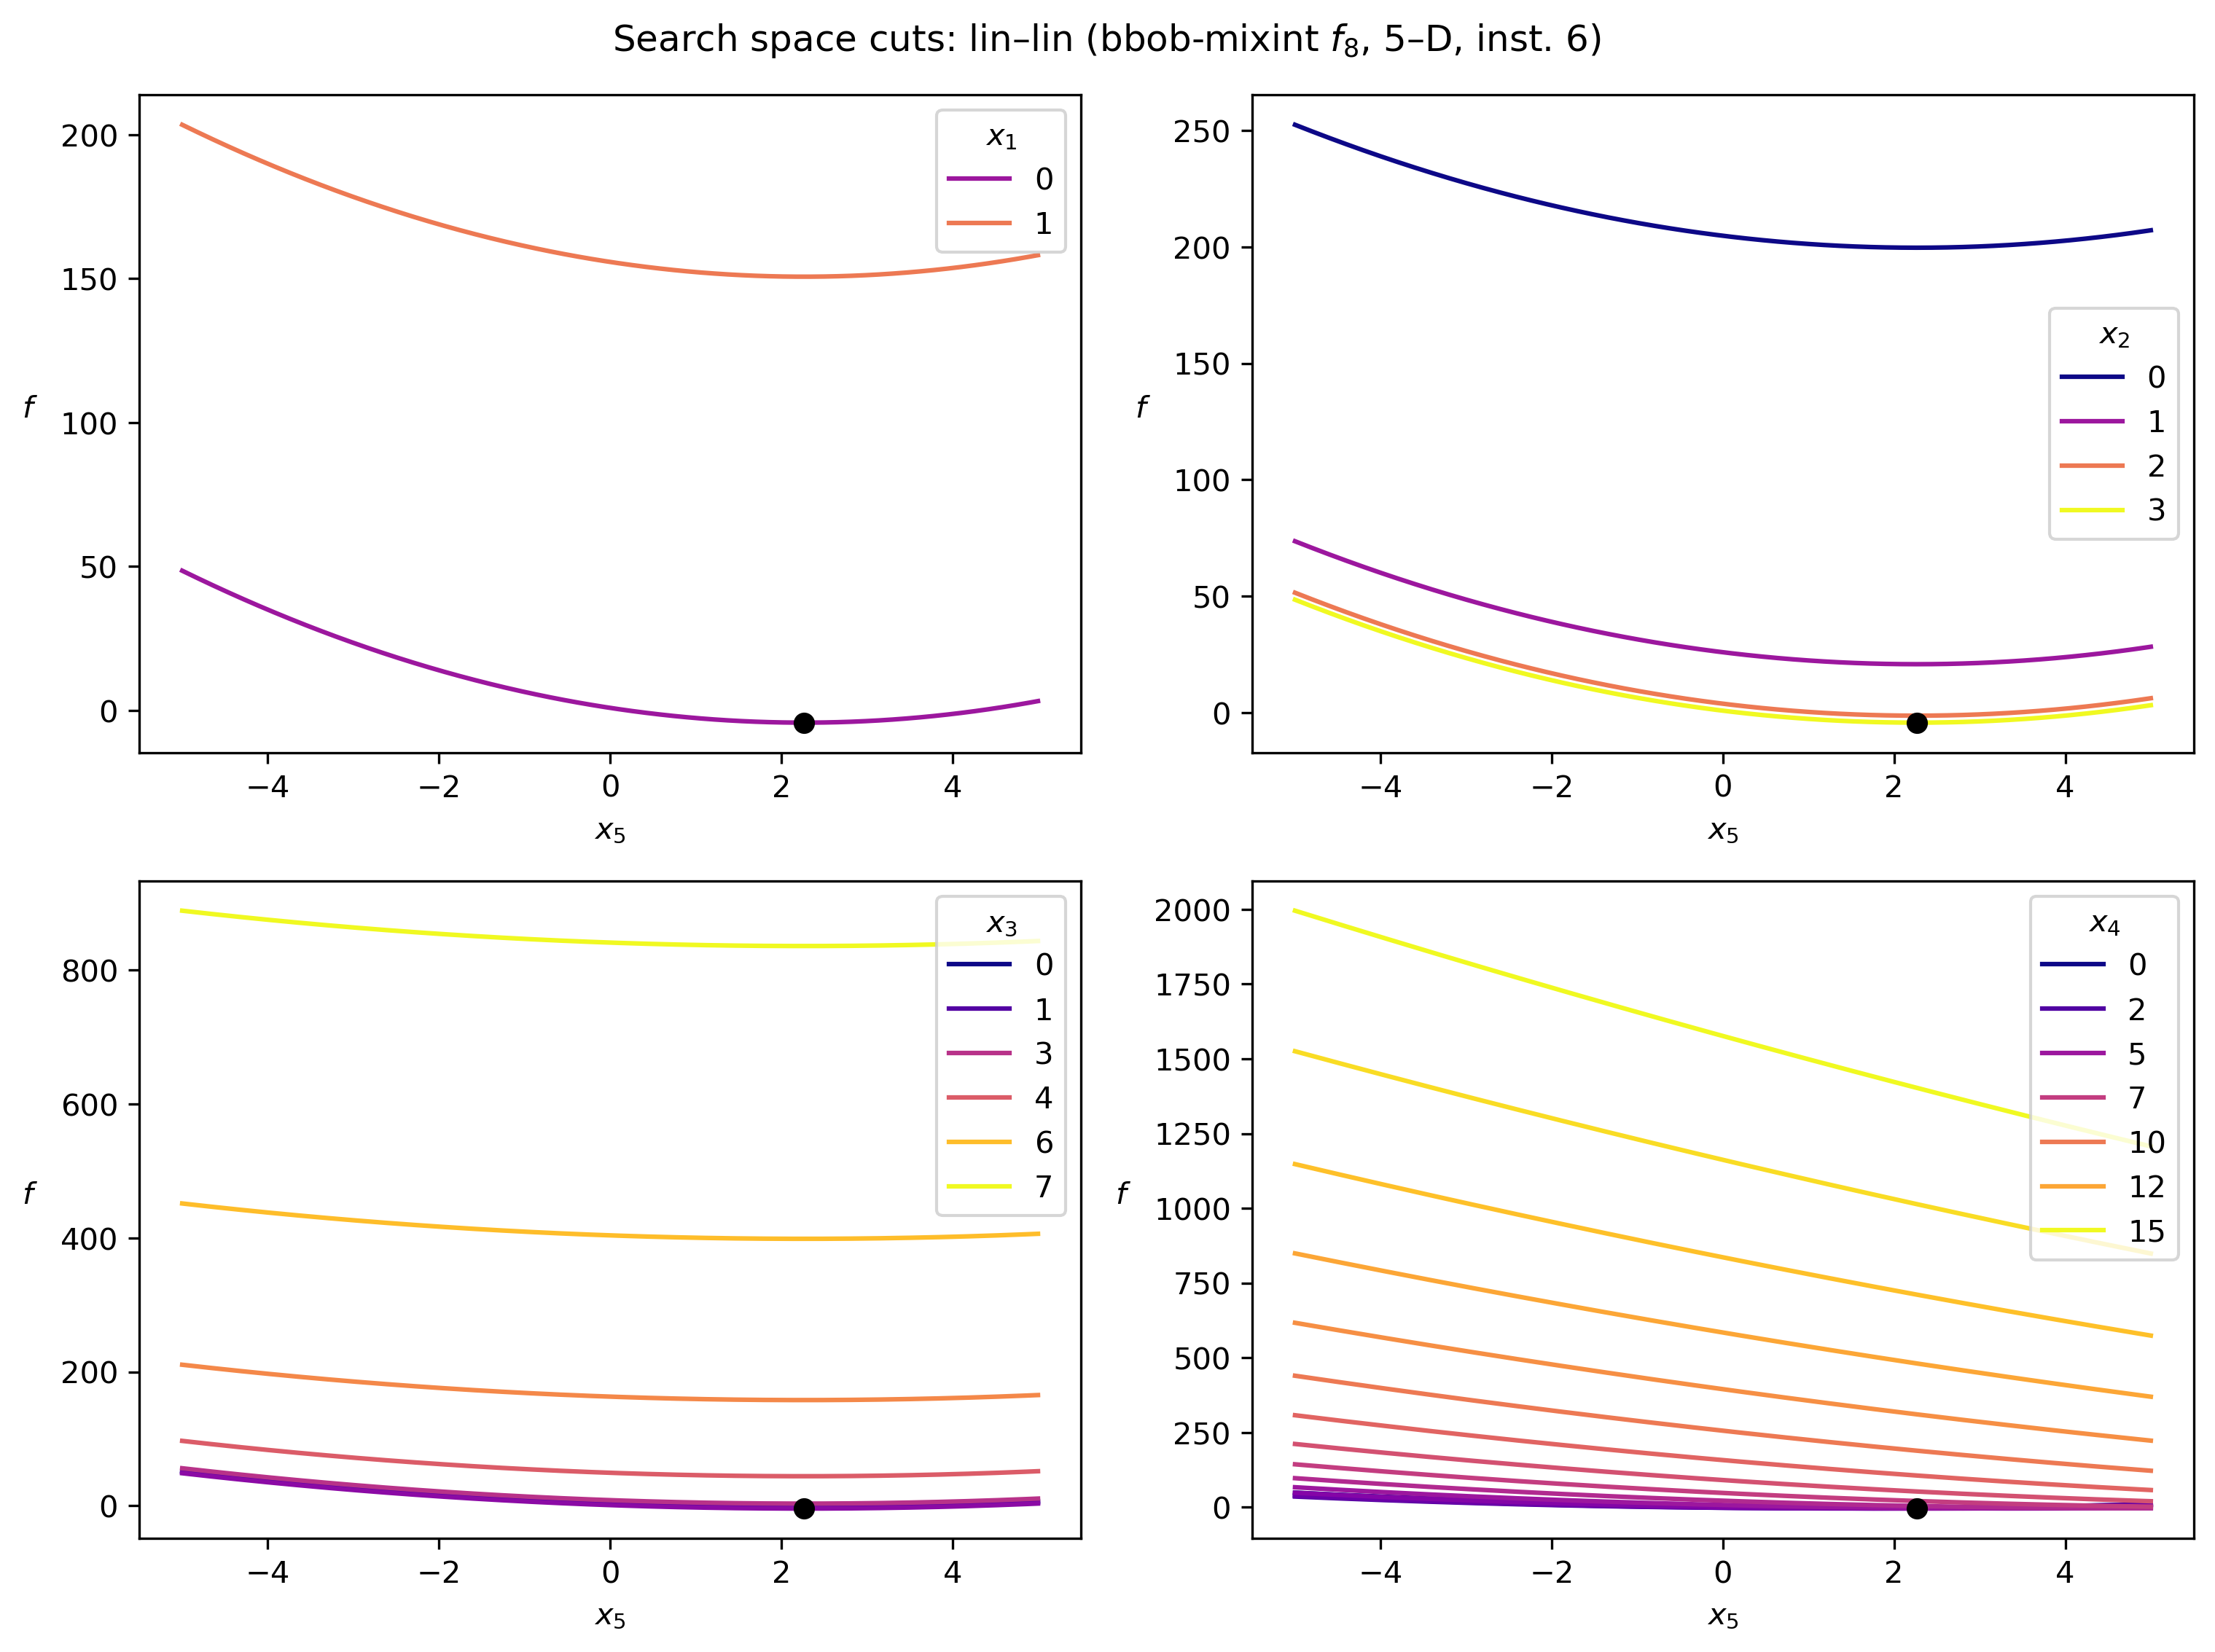 Search space cuts: lin–lin (bbob-mixint f₈, 5–D, inst. 6)
200
150
100
50
0
f
−4 −2 0 2 4
x₅
x₁
0
1
250
200
150
100
50
0
f
−4 −2 0 2 4
x₅
x₂
0
1
2
3
800
600
400
200
0
f
−4 −2 0 2 4
x₅
x₃
0
1
3
4
6
7
2000
1750
1500
1250
1000
750
500
250
0
f
−4 −2 0 2 4
x₅
x₄
0
2
5
7
10
12
15